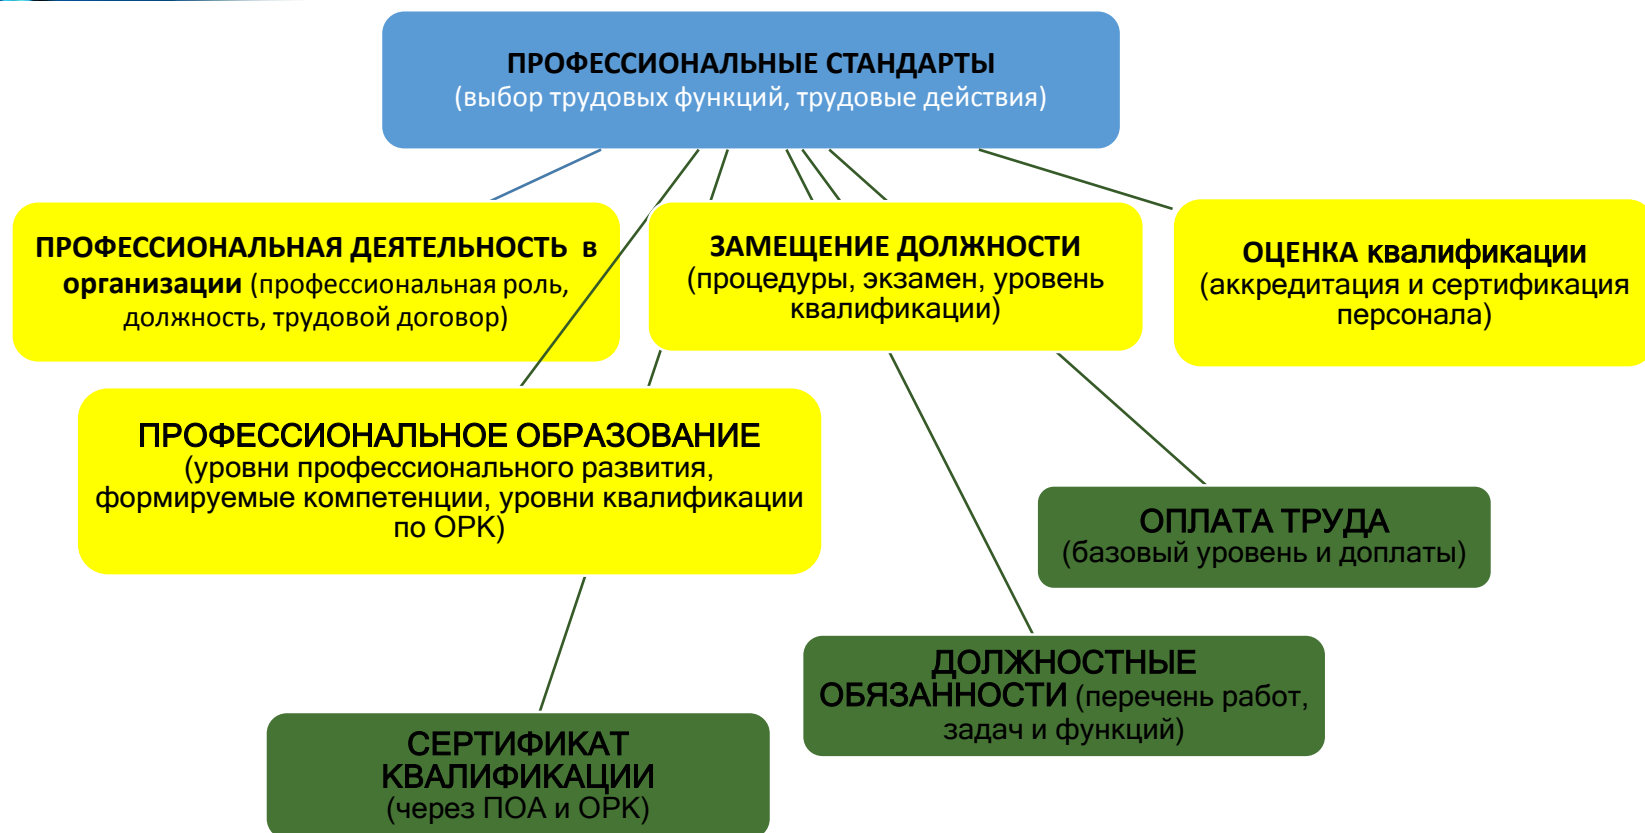 ПРОФЕССИОНАЛЬНЫЕ СТАНДАРТЫ
(выбор трудовых функций, трудовые действия)
ПРОФЕССИОНАЛЬНАЯ ДЕЯТЕЛЬНОСТЬ в
организации (профессиональная роль,
должность, трудовой договор)
ЗАМЕЩЕНИЕ ДОЛЖНОСТИ
(процедуры, экзамен, уровень
квалификации)
ОЦЕНКА квалификации
(аккредитация и сертификация
персонала)
ПРОФЕССИОНАЛЬНОЕ ОБРАЗОВАНИЕ
(уровни профессионального развития,
формируемые компетенции, уровни квалификации
по ОРК)
ОПЛАТА ТРУДА
(базовый уровень и доплаты)
ДОЛЖНОСТНЫЕ
ОБЯЗАННОСТИ (перечень работ,
задач и функций)
СЕРТИФИКАТ
КВАЛИФИКАЦИИ
(через ПОА и ОРК)